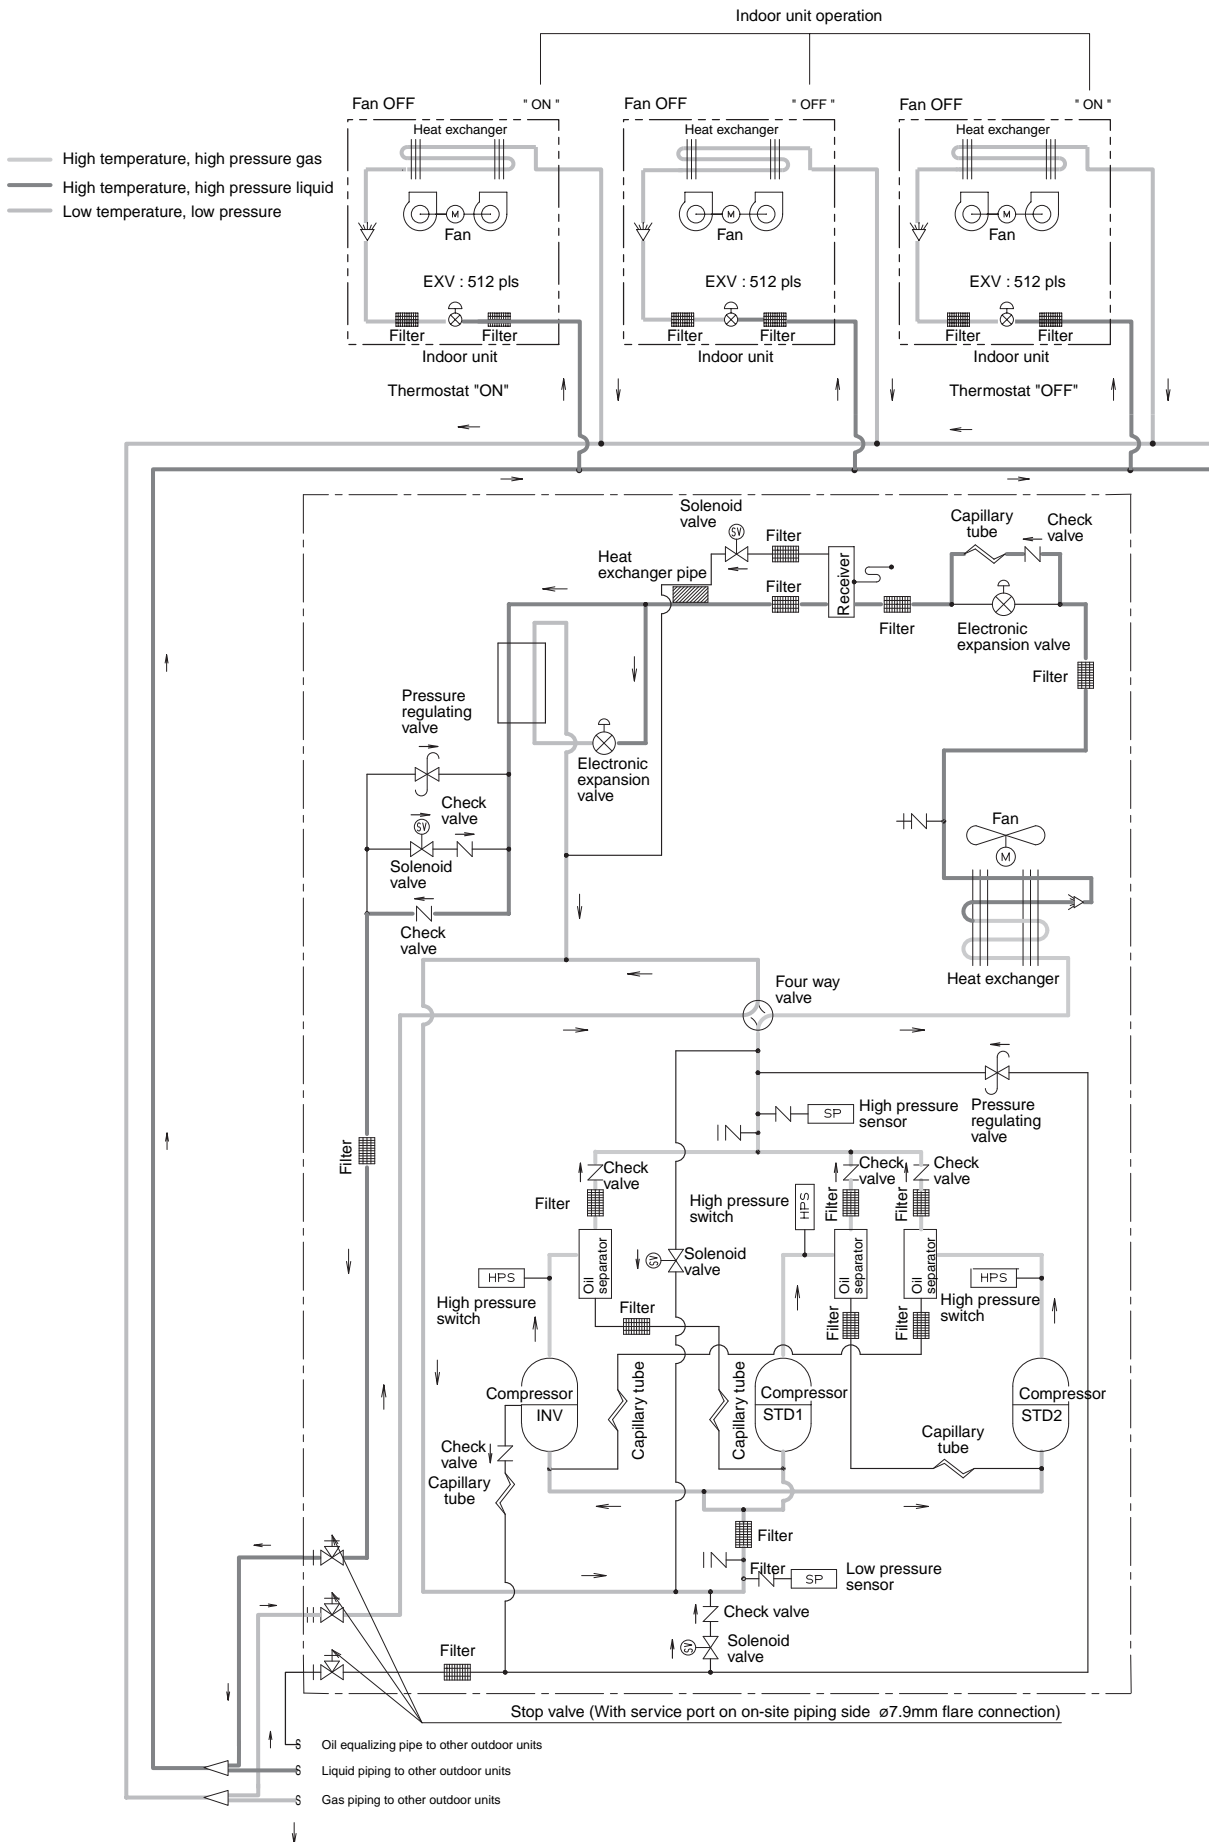 Indoor unit operation
Fan OFF
" ON "
Fan OFF
" OFF "
Fan OFF
" ON "
Heat exchanger
Heat exchanger
Heat exchanger
High temperature, high pressure gas
High temperature, high pressure liquid
Low temperature, low pressure
M
M
M
Fan
Fan
Fan
EXV : 512 pls
EXV : 512 pls
EXV : 512 pls
Filter
Filter
Filter
Filter
Filter
Filter
Indoor unit
Indoor unit
Indoor unit
Thermostat "ON"
Thermostat "OFF"
Solenoid
valve
SV
Filter
Capillary
tube
Check
valve
Heat
exchanger pipe
Receiver
Filter
Filter
Electronic
expansion valve
Filter
Pressure
regulating
valve
Electronic
expansion
valve
Check
valve
SV
Solenoid
valve
Fan
M
Check
valve
Heat exchanger
Four way
valve
SP
High pressure
sensor
Pressure
regulating
valve
Filter
Check
valve
Check
valve
Check
valve
Filter
High pressure
switch
HPS
Filter
Filter
Oil
separator
SV
Solenoid
valve
Oil
separator
Oil
separator
HPS
High pressure
switch
HPS
High pressure
switch
Filter
Filter
Filter
Compressor
INV
Capillary tube
Capillary tube
Compressor
STD1
Compressor
STD2
Capillary
tube
Check
valve
Capillary
tube
Filter
Filter
SP
Low pressure
sensor
Check valve
SV
Solenoid
valve
Filter
Stop valve (With service port on on-site piping side ø7.9mm flare connection)
Oil equalizing pipe to other outdoor units
Liquid piping to other outdoor units
Gas piping to other outdoor units